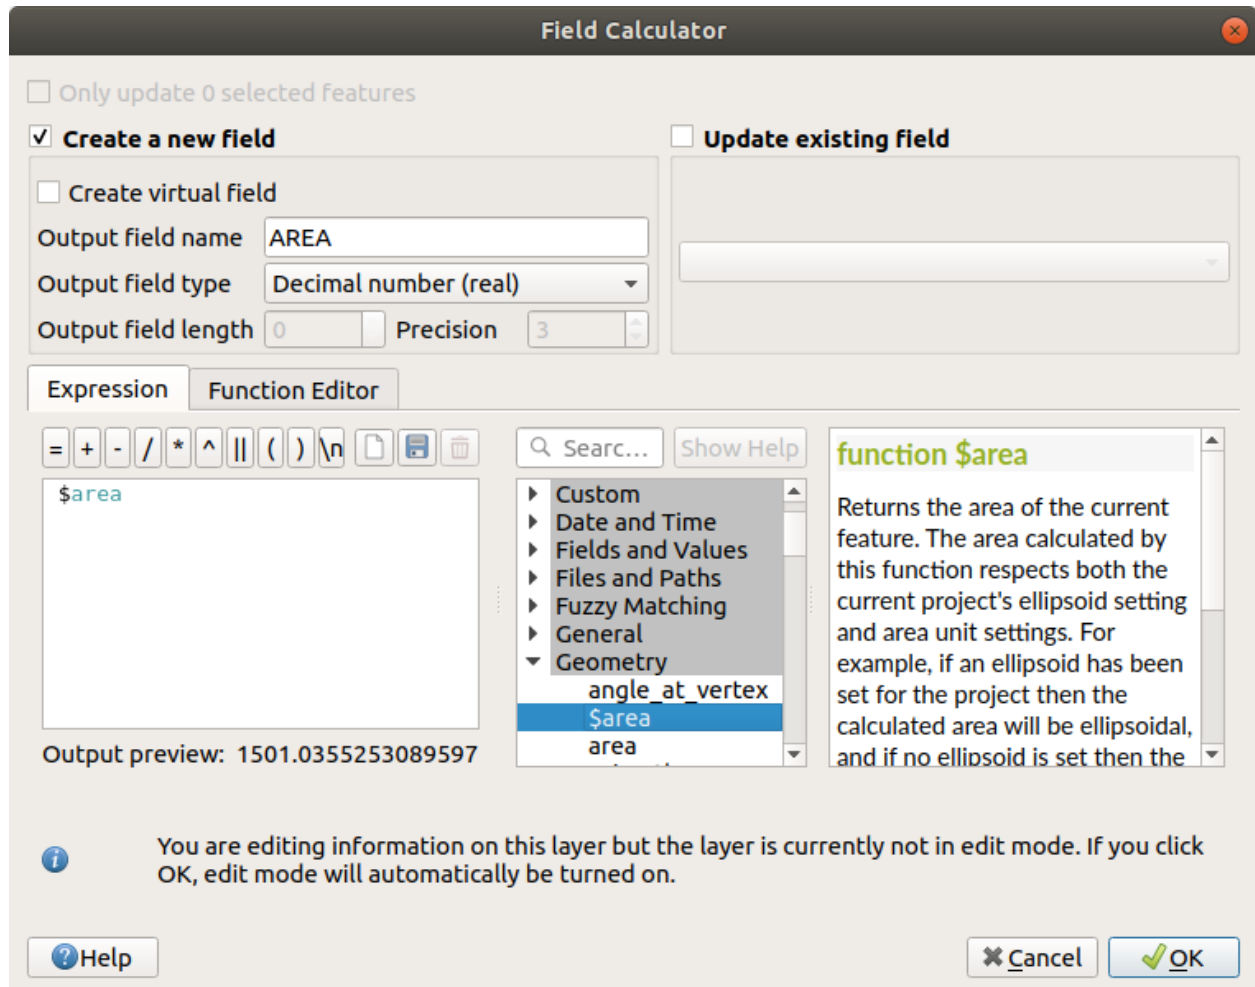 Field Calculator
Only update 0 selected features
Create a new field
Update existing field
Create virtual field
Output field name AREA
Output field type Decimal number (real)
Output field length 0 Precision 3
Expression Function Editor
= + - / * ^ || ( ) \n
Searc... Show Help
$area
Output preview: 1501.0355253089597
Custom
Date and Time
Fields and Values
Files and Paths
Fuzzy Matching
General
Geometry
angle_at_vertex
$area
area
function $area
Returns the area of the current
feature. The area calculated by
this function respects both the
current project's ellipsoid setting
and area unit settings. For
example, if an ellipsoid has been
set for the project then the
calculated area will be ellipsoidal,
and if no ellipsoid is set then the
You are editing information on this layer but the layer is currently not in edit mode. If you click
OK, edit mode will automatically be turned on.
Help
Cancel OK